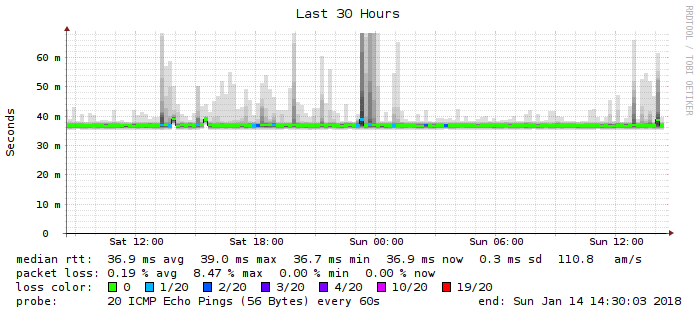 Last 30 Hours
RRDTOOL / TOBI OETIKER
Seconds
60 m
50 m
40 m
30 m
20 m
10 m
0
Sat 12:00 Sat 18:00 Sun 00:00 Sun 06:00 Sun 12:00
median rtt: 36.9 ms avg 39.0 ms max 36.7 ms min 36.9 ms now 0.3 ms sd 110.8 am/s
packet loss: 0.19 % avg 8.47 % max 0.00 % min 0.00 % now
loss color: 0 1/20 2/20 3/20 4/20 10/20 19/20
probe: 20 ICMP Echo Pings (56 Bytes) every 60s end: Sun Jan 14 14:30:03 2018